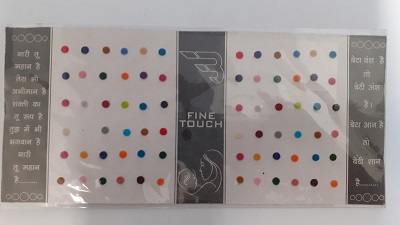 नारी तू
महान है
तेरा भी
अभीमान है
शक्ती का
तू रूप है
तुझ में भी
भगवान है
नारी
तू महान
है.........
FINE
TOUCH
बेटा वंश है
तो
बेटी अंश
है।
बेटा आन है
तो
बेटी शान
है.........